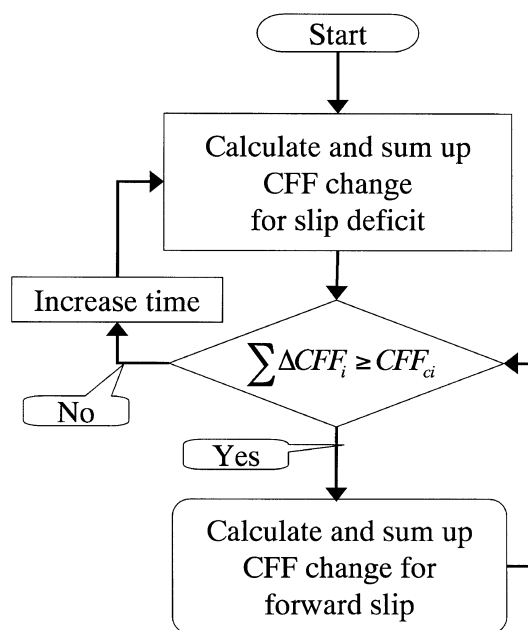 Start
Calculate and sum up
CFF change
for slip deficit
Increase time
∑ΔCFFᵢ ≥ CFF_ci
No
Yes
Calculate and sum up
CFF change for
forward slip